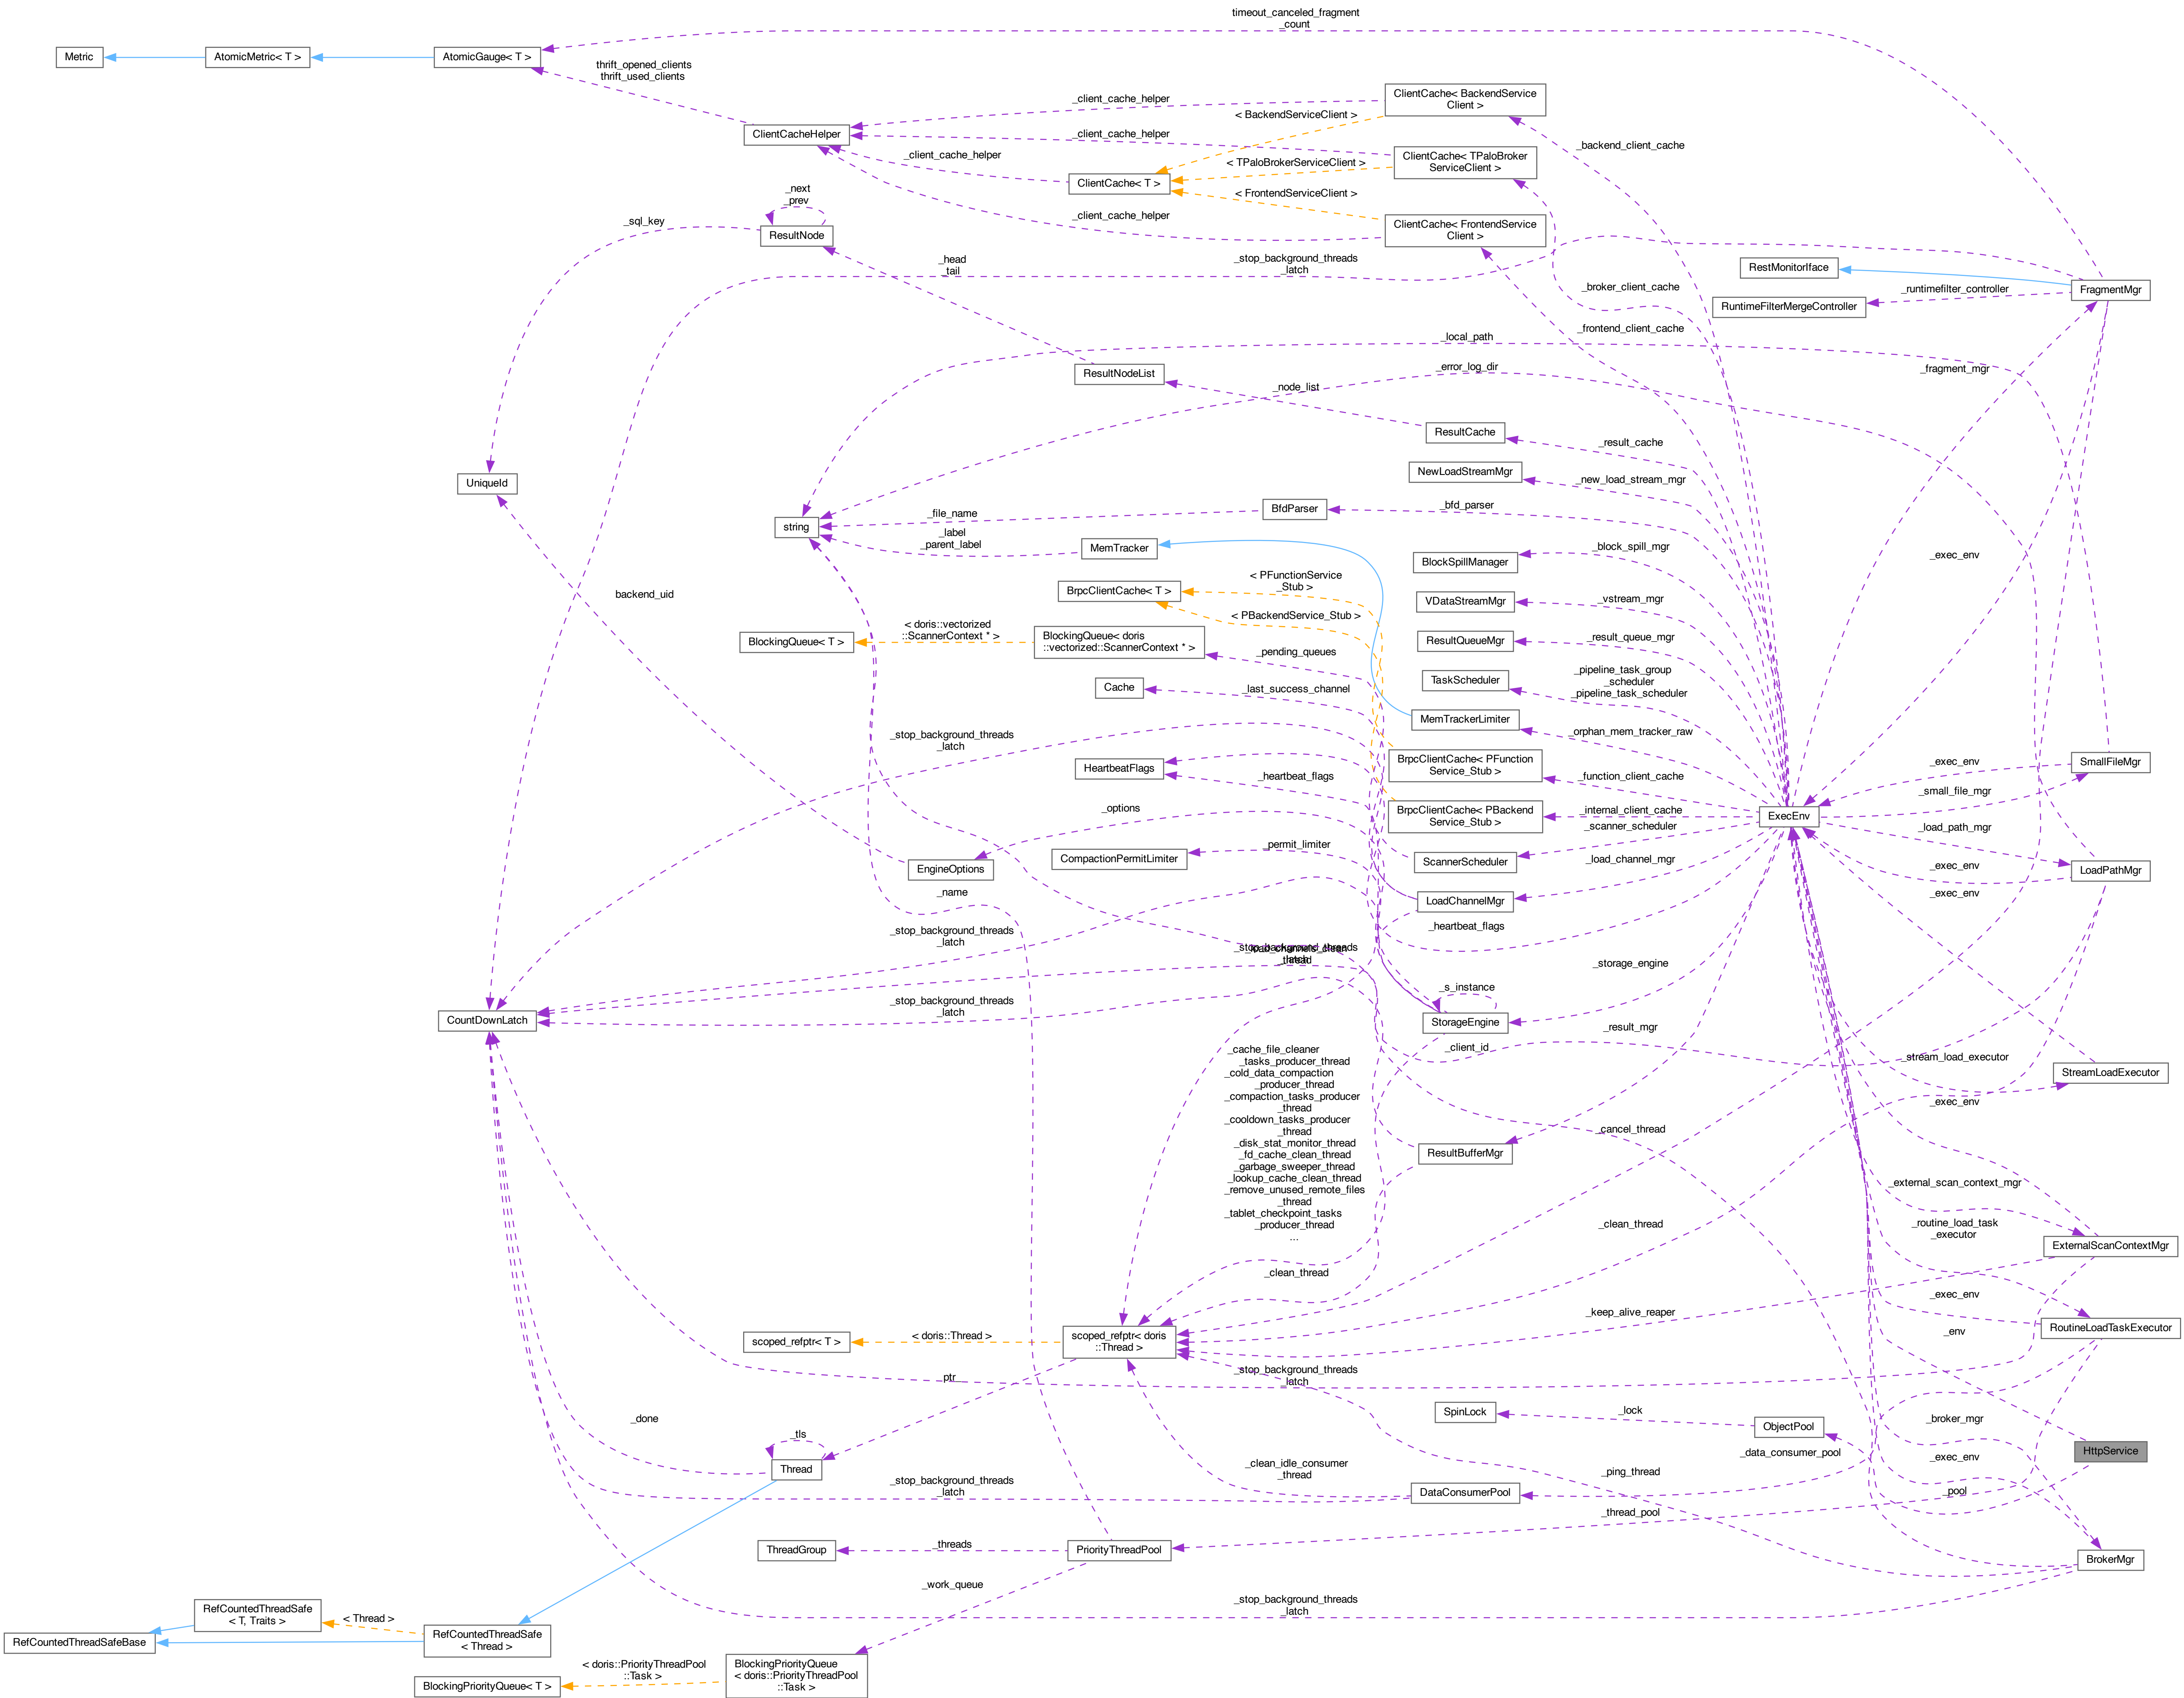 timeout_canceled_fragment
_count
Metric
AtomicMetric< T >
AtomicGauge< T >
thrift_opened_clients
thrift_used_clients
ClientCacheHelper
_client_cache_helper
ClientCache< BackendService
Client >
< BackendServiceClient >
_client_cache_helper
_client_cache_helper
ClientCache< T >
< TPaloBrokerServiceClient >
ClientCache< TPaloBroker
ServiceClient >
< FrontendServiceClient >
_client_cache_helper
ClientCache< FrontendService
Client >
_backend_client_cache
_next
_prev
ResultNode
_sql_key
_head
_tail
_stop_background_threads
_latch
RestMonitorIface
_runtimefilter_controller
RuntimeFilterMergeController
FragmentMgr
_broker_client_cache
_frontend_client_cache
_local_path
_error_log_dir
_fragment_mgr
ResultNodeList
_node_list
ResultCache
_result_cache
NewLoadStreamMgr
_new_load_stream_mgr
UniqueId
string
_file_name
BfdParser
_bfd_parser
_label
_parent_label
MemTracker
BlockSpillManager
_block_spill_mgr
_exec_env
backend_uid
BrpcClientCache< T >
< PFunctionService
_Stub >
< PBackendService_Stub >
VDataStreamMgr
_vstream_mgr
BlockingQueue< T >
< doris::vectorized
::ScannerContext * >
BlockingQueue< doris
::vectorized::ScannerContext * >
_pending_queues
ResultQueueMgr
_result_queue_mgr
Cache
_last_success_channel
TaskScheduler
_pipeline_task_group
_scheduler
_pipeline_task_scheduler
MemTrackerLimiter
_orphan_mem_tracker_raw
_stop_background_threads
_latch
HeartbeatFlags
_heartbeat_flags
BrpcClientCache< PFunction
Service_Stub >
_function_client_cache
BrpcClientCache< PBackend
Service_Stub >
_internal_client_cache
ExecEnv
_exec_env
_small_file_mgr
SmallFileMgr
_options
EngineOptions
CompactionPermitLimiter
_permit_limiter
ScannerScheduler
_scanner_scheduler
_load_path_mgr
_exec_env
LoadPathMgr
_name
LoadChannelMgr
_load_channel_mgr
_exec_env
_heartbeat_flags
_stop_background_threads
_latch
_stop_background_threads
_latch
_load_channels_clean
_thread
_storage_engine
_s_instance
StorageEngine
CountDownLatch
_stop_background_threads
_latch
_result_mgr
_client_id
_stream_load_executor
StreamLoadExecutor
_cache_file_cleaner
_tasks_producer_thread
_cold_data_compaction
_producer_thread
_compaction_tasks_producer
_thread
_cooldown_tasks_producer
_thread
_disk_stat_monitor_thread
_fd_cache_clean_thread
_garbage_sweeper_thread
_lookup_cache_clean_thread
_remove_unused_remote_files
_thread
_tablet_checkpoint_tasks
_producer_thread
...
_exec_env
_cancel_thread
ResultBufferMgr
_external_scan_context_mgr
ExternalScanContextMgr
_clean_thread
_routine_load_task
_executor
_clean_thread
_keep_alive_reaper
_exec_env
RoutineLoadTaskExecutor
scoped_refptr< T >
< doris::Thread >
scoped_refptr< doris
::Thread >
_env
ptr_
_stop_background_threads
_latch
SpinLock
_lock
ObjectPool
_broker_mgr
_done
_tls
Thread
_data_consumer_pool
_exec_env
HttpService
_clean_idle_consumer
_thread
_ping_thread
_stop_background_threads
_latch
DataConsumerPool
_pool
_thread_pool
ThreadGroup
_threads
PriorityThreadPool
BrokerMgr
_work_queue
_stop_background_threads
_latch
RefCountedThreadSafe
< T, Traits >
< Thread >
RefCountedThreadSafeBase
RefCountedThreadSafe
< Thread >
BlockingPriorityQueue< T >
< doris::PriorityThreadPool
::Task >
BlockingPriorityQueue
< doris::PriorityThreadPool
::Task >